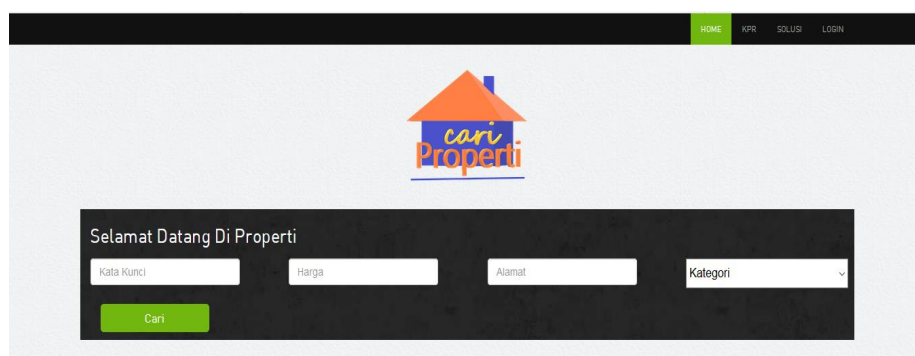 HOME KPR SOLUSI LOGIN
cari
Properti
Selamat Datang Di Properti
Kata Kunci Harga Alamat Kategori
Cari